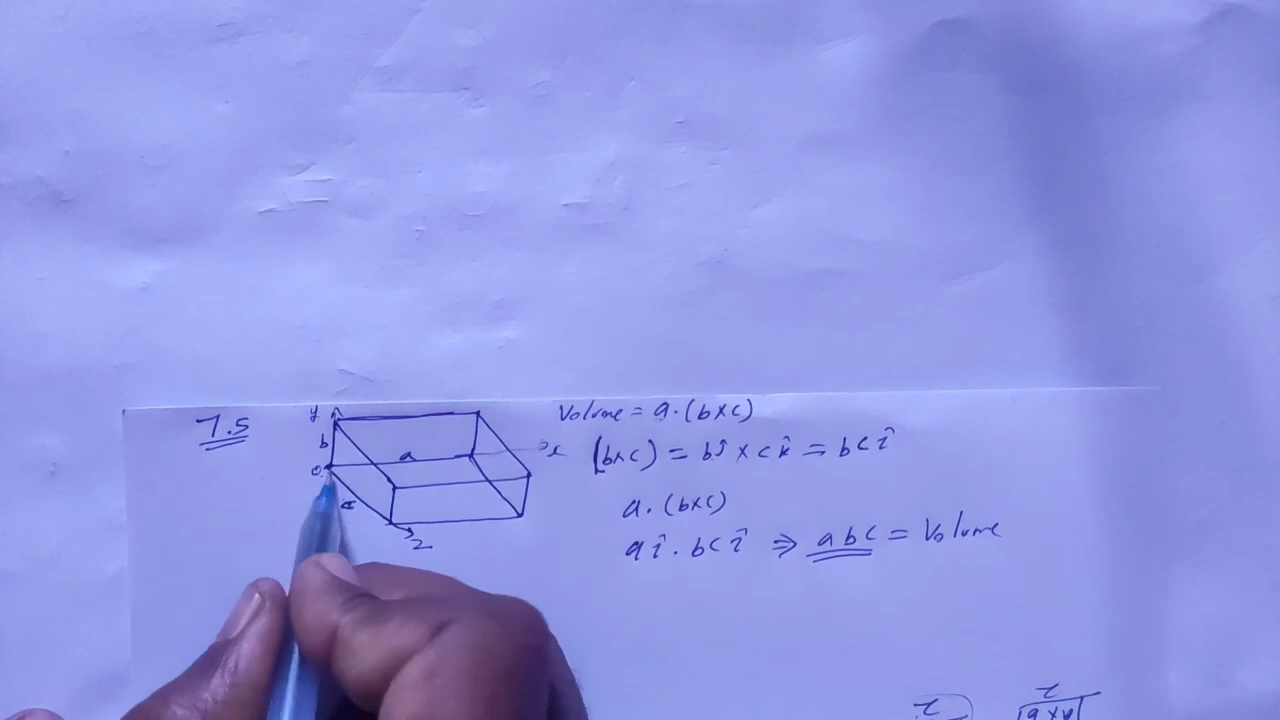 7.5
y
b
O
a
x
c
z
Volume = a.(b×c)
(b×c) = bĵ × ck̂ = bcî
a.(b×c)
aî . bcî ⇒ abc = Volume